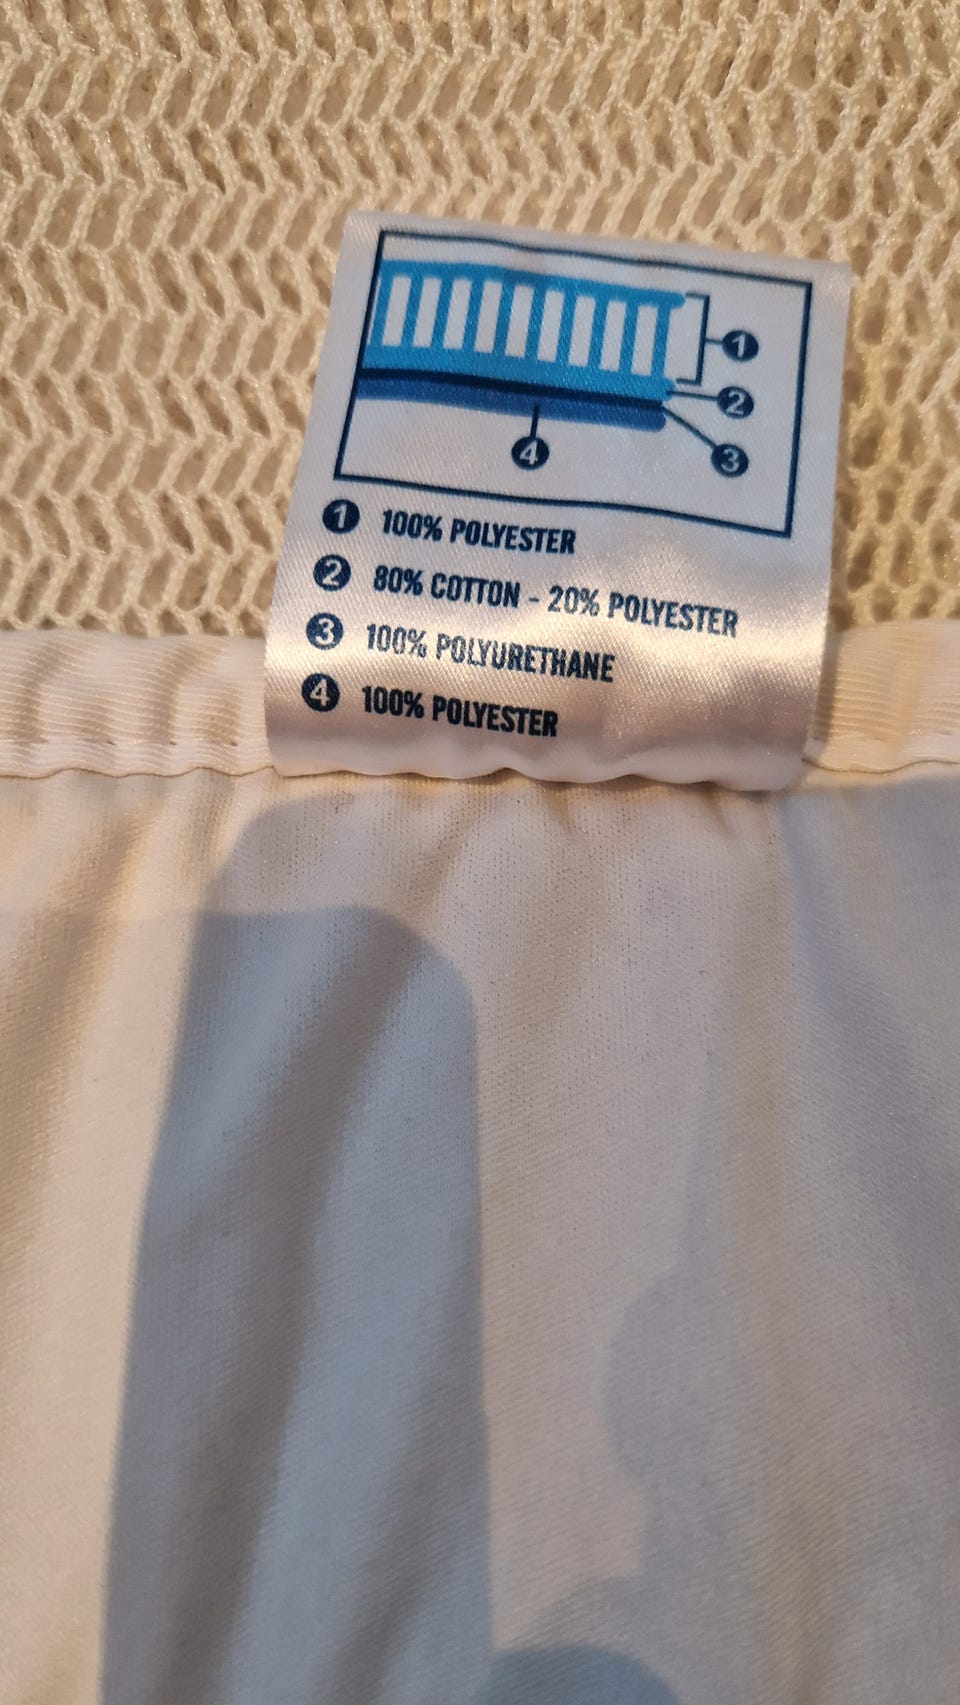 1
2
3
4
1 100% POLYESTER
2 80% COTTON - 20% POLYESTER
3 100% POLYURETHANE
4 100% POLYESTER